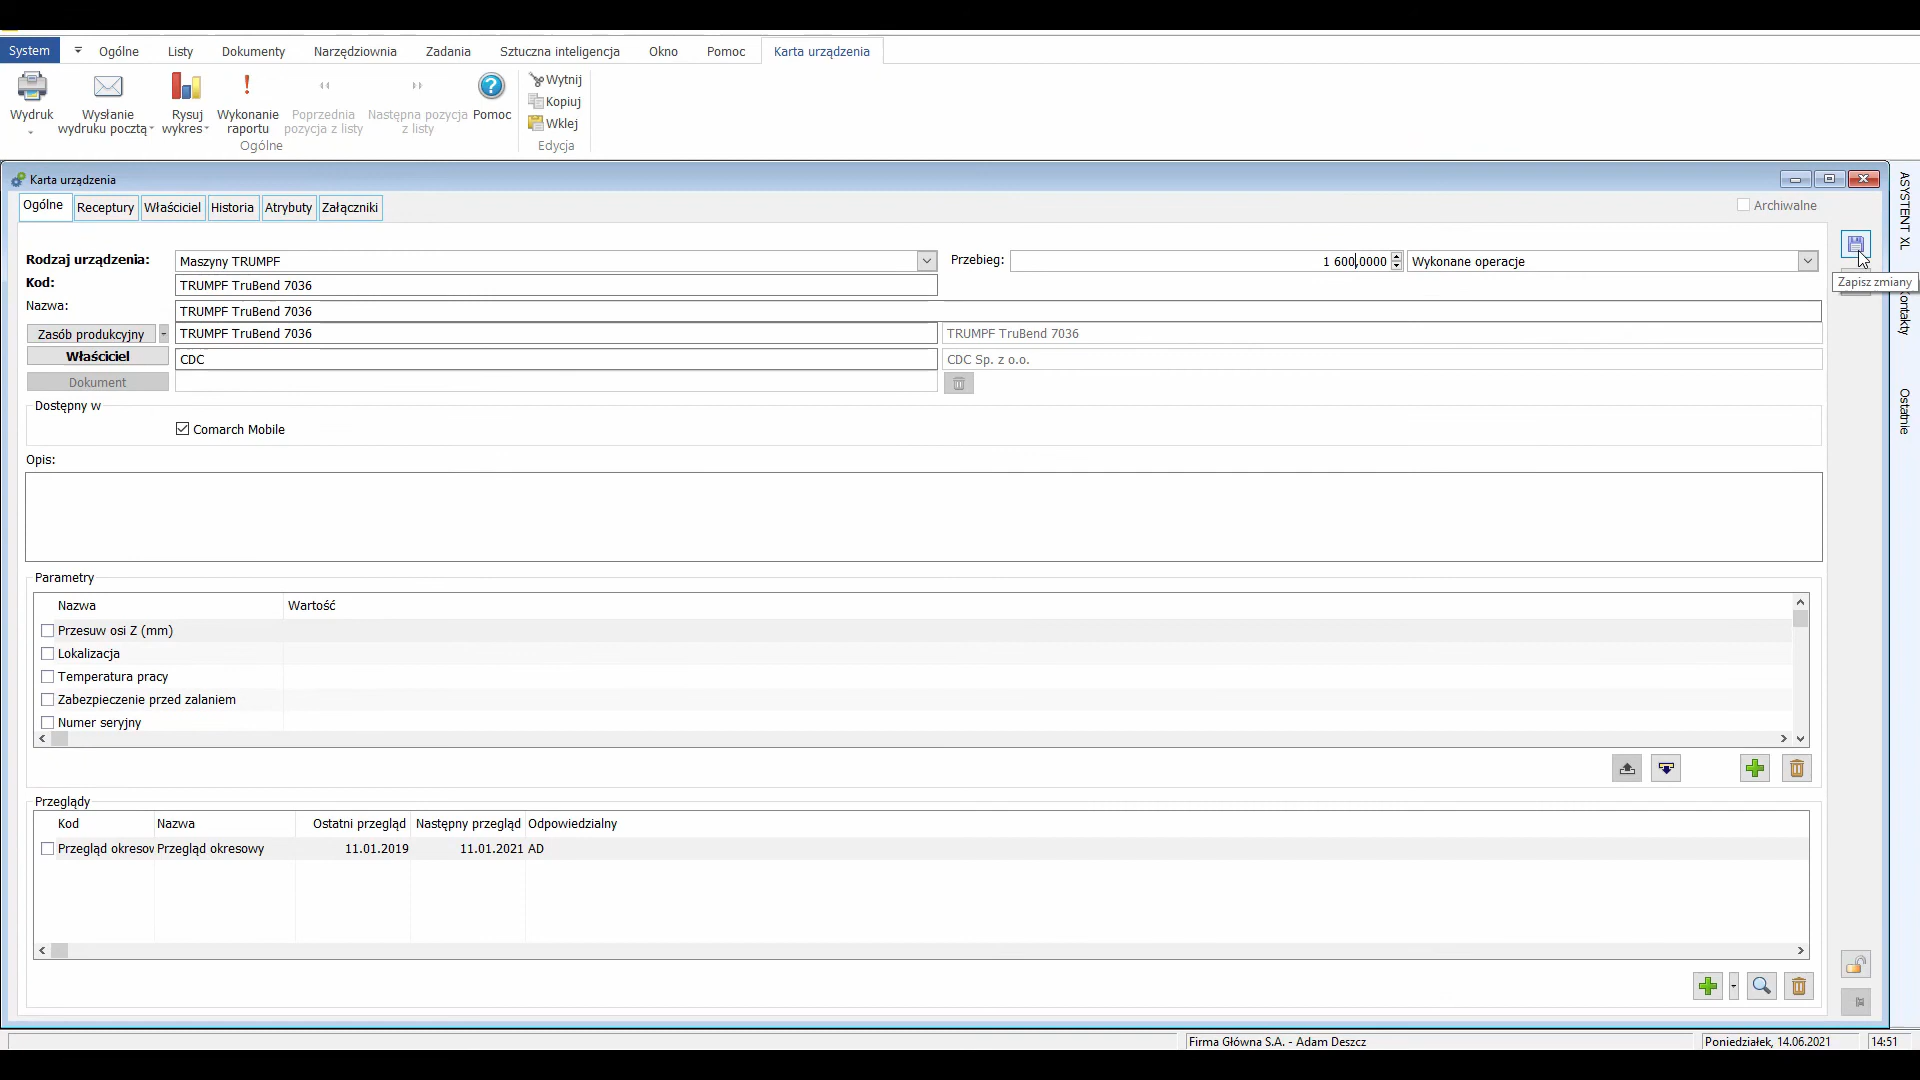 System Ogólne Listy Dokumenty Narzędziownia Zadania Sztuczna inteligencja Okno Pomoc Karta urządzenia
Wydruk
Wysłanie
wydruku pocztą
Rysuj
wykres
Wykonanie
raportu
Poprzednia
pozycja z listy
Następna pozycja
z listy
Pomoc
Ogólne
Wytnij
Kopiuj
Wklej
Edycja
Karta urządzenia
Ogólne Receptury Właściciel Historia Atrybuty Załączniki
Archiwalne
Rodzaj urządzenia: Maszyny TRUMPF Przebieg: 1 600,0000 Wykonane operacje
Kod: TRUMPF TruBend 7036
Nazwa: TRUMPF TruBend 7036
Zasób produkcyjny TRUMPF TruBend 7036 TRUMPF TruBend 7036
Właściciel CDC CDC Sp. z o.o.
Dokument
Zapisz zmiany
Dostępny w
Comarch Mobile
Opis:
Parametry
Nazwa Wartość
Przesuw osi Z (mm)
Lokalizacja
Temperatura pracy
Zabezpieczenie przed zalaniem
Numer seryjny
Przeglądy
Kod Nazwa Ostatni przegląd Następny przegląd Odpowiedzialny
Przegląd okresov Przegląd okresowy 11.01.2019 11.01.2021 AD
ASYSTENT XL
Kontakty
Ostatnie
Firma Główna S.A. - Adam Deszcz Poniedziałek, 14.06.2021 14:51